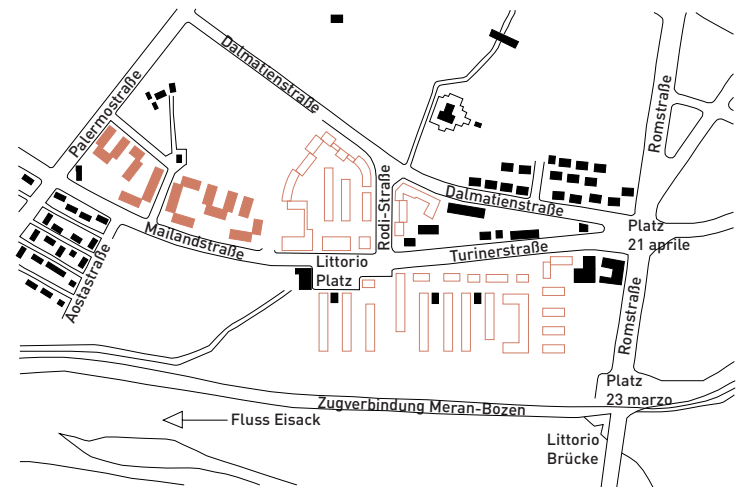 Dalmatienstraße
Palermostraße
Romstraße
Rodi-Straße
Dalmatienstraße
Mailandstraße
Platz
21 aprile
Turinerstraße
Littorio
Platz
Aostastraße
Romstraße
Platz
23 marzo
Zugverbindung Meran-Bozen
Fluss Eisack
Littorio
Brücke